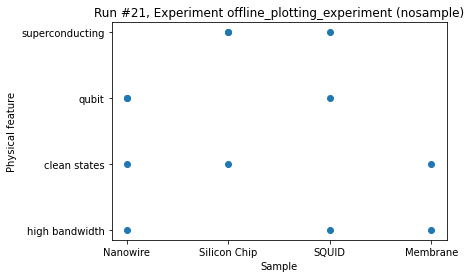 Run #21, Experiment offline_plotting_experiment (nosample)
superconducting
qubit
clean states
high bandwidth
Physical feature
Nanowire Silicon Chip SQUID Membrane
Sample